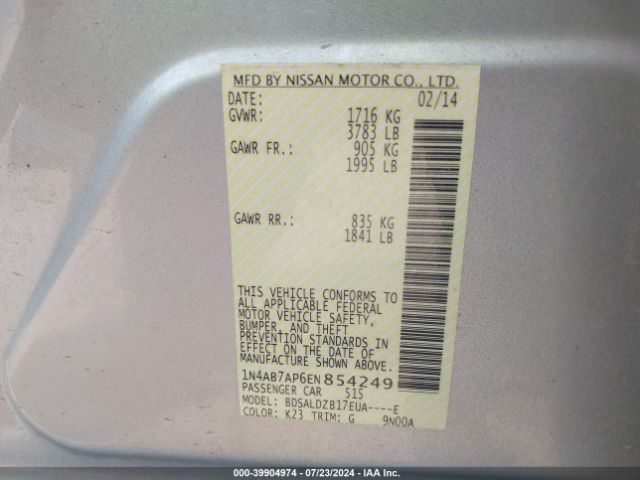 MFD BY NISSAN MOTOR CO., LTD.
DATE: 02/14
GVWR: 1716 KG
3783 LB
GAWR FR.: 905 KG
1995 LB
GAWR RR.: 835 KG
1841 LB
THIS VEHICLE CONFORMS TO
ALL APPLICABLE FEDERAL
MOTOR VEHICLE SAFETY,
BUMPER, AND THEFT
PREVENTION STANDARDS IN
EFFECT ON THE DATE OF
MANUFACTURE SHOWN ABOVE.
1N4AB7AP6EN854249
PASSENGER CAR 515
MODEL: BDSALDZB17EUA----E
COLOR: K23 TRIM: G 9N00A
000-39904974 / 07/23/2024 - IAA Inc.